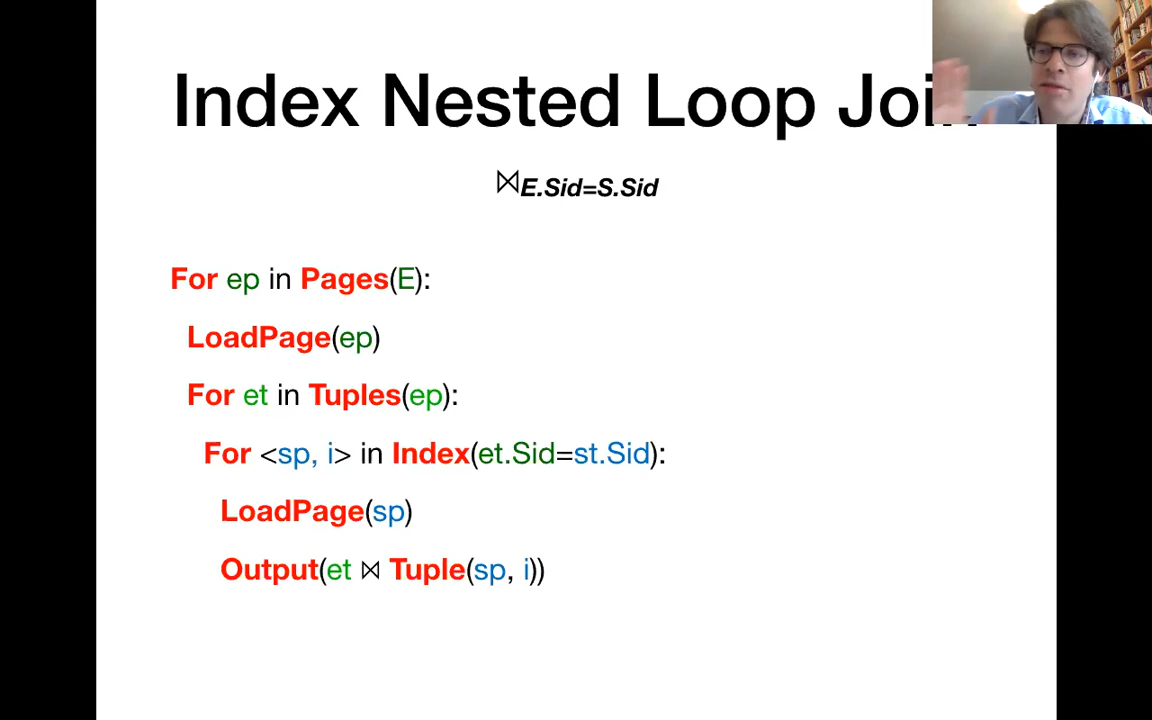 Index Nested Loop Join
⋈E.Sid=S.Sid
For ep in Pages(E):
LoadPage(ep)
For et in Tuples(ep):
For <sp, i> in Index(et.Sid=st.Sid):
LoadPage(sp)
Output(et ⋈ Tuple(sp, i))